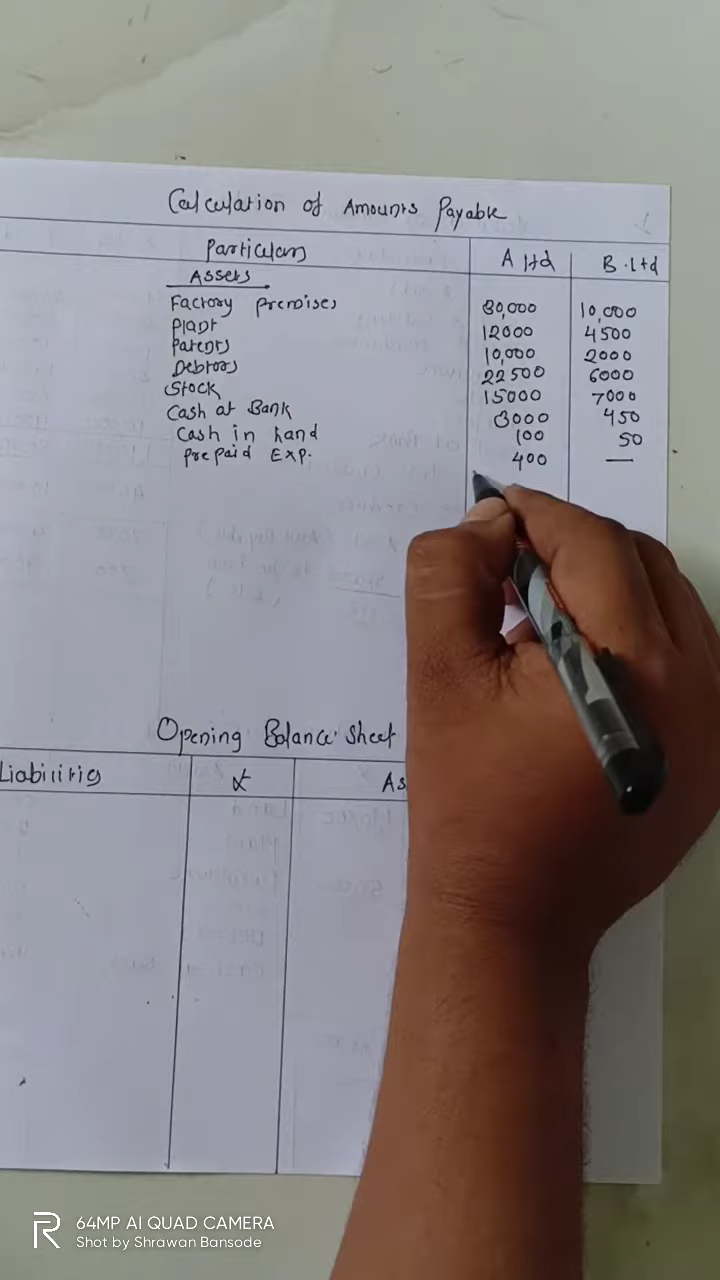 Calculation of Amounts Payable
Particulars A ltd B.ltd
Assets
Factory premises 30,000 10,000
Plant 12000 4500
Patents 10,000 2000
Debtors 22500 6000
Stock 15000 7000
Cash at Bank 3000 450
Cash in hand 100 50
prepaid Exp. 400 —
Opening Balance Sheet
Liabilities ₹ As
64MP AI QUAD CAMERA
Shot by Shrawan Bansode